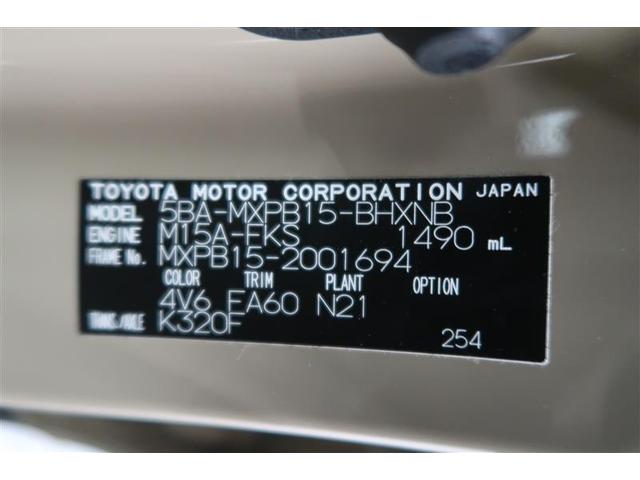 TOYOTA MOTOR CORPORATION JAPAN
MODEL 5BA-MXPB15-BHXNB
ENGINE M15A-FKS 1490 mL
FRAME No. MXPB15-2001694
COLOR TRIM PLANT OPTION
4V6 EA60 N21
TRANS./AXLE K320F
254